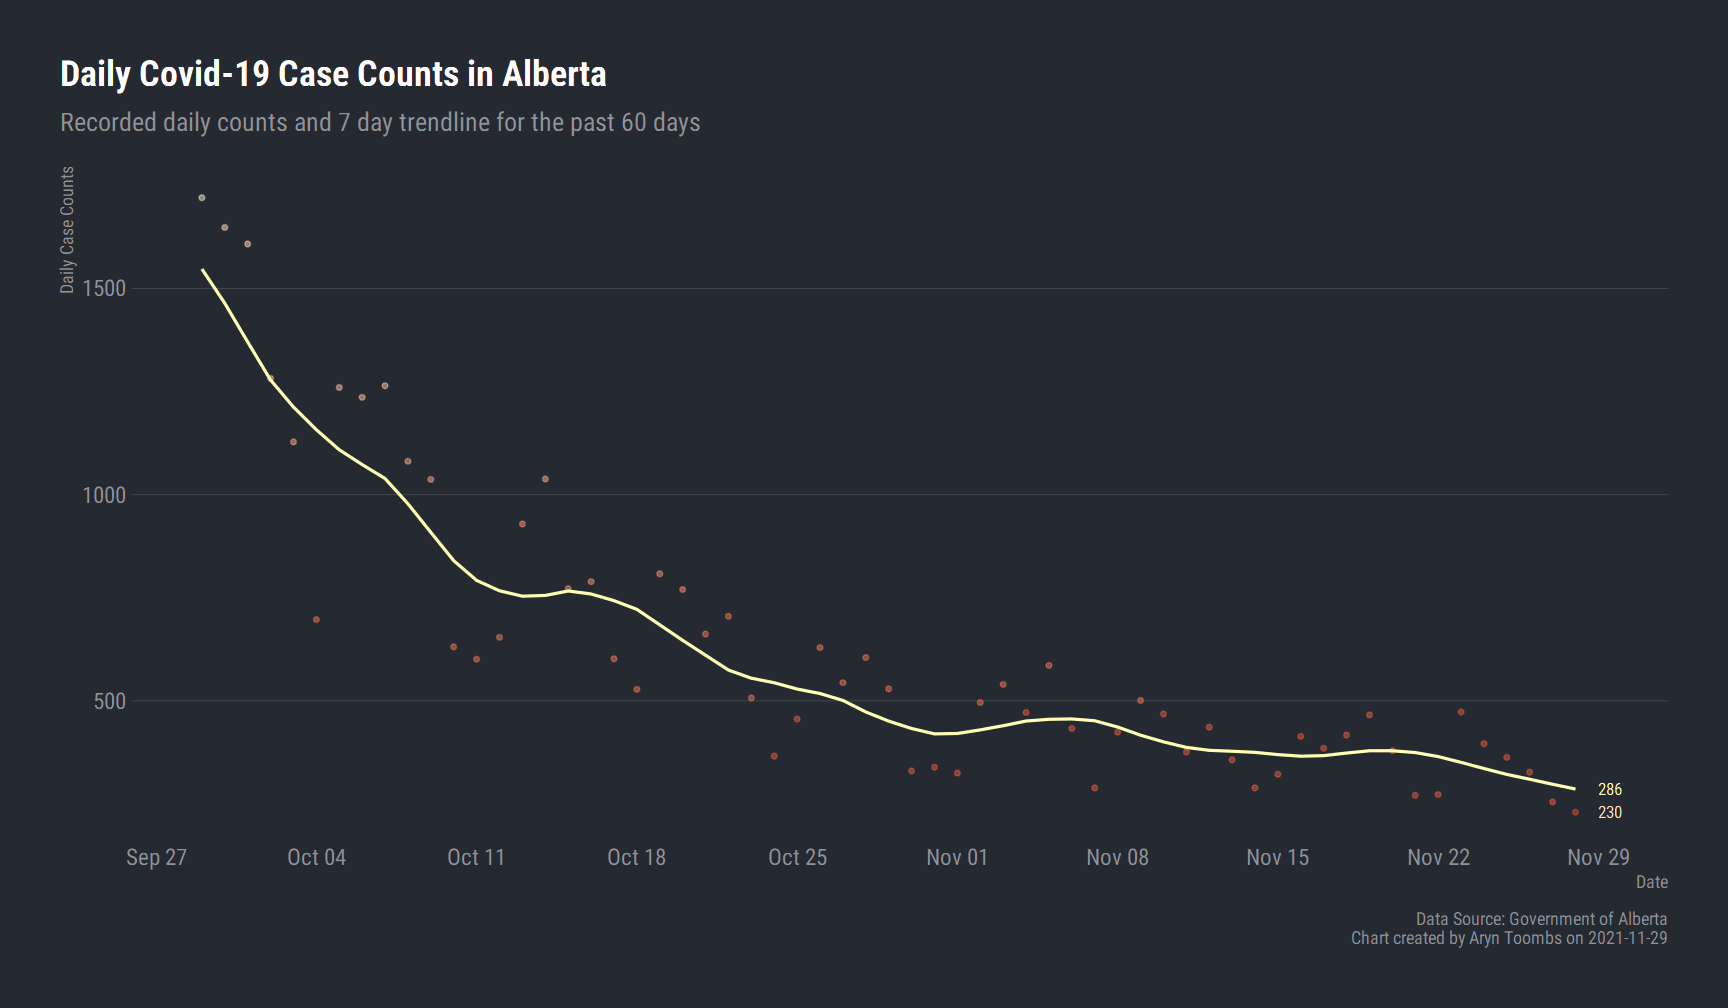 Daily Covid-19 Case Counts in Alberta
Recorded daily counts and 7 day trendline for the past 60 days
Daily Case Counts
1500
1000
500
286
230
Sep 27 Oct 04 Oct 11 Oct 18 Oct 25 Nov 01 Nov 08 Nov 15 Nov 22 Nov 29
Date
Data Source: Government of Alberta
Chart created by Aryn Toombs on 2021-11-29